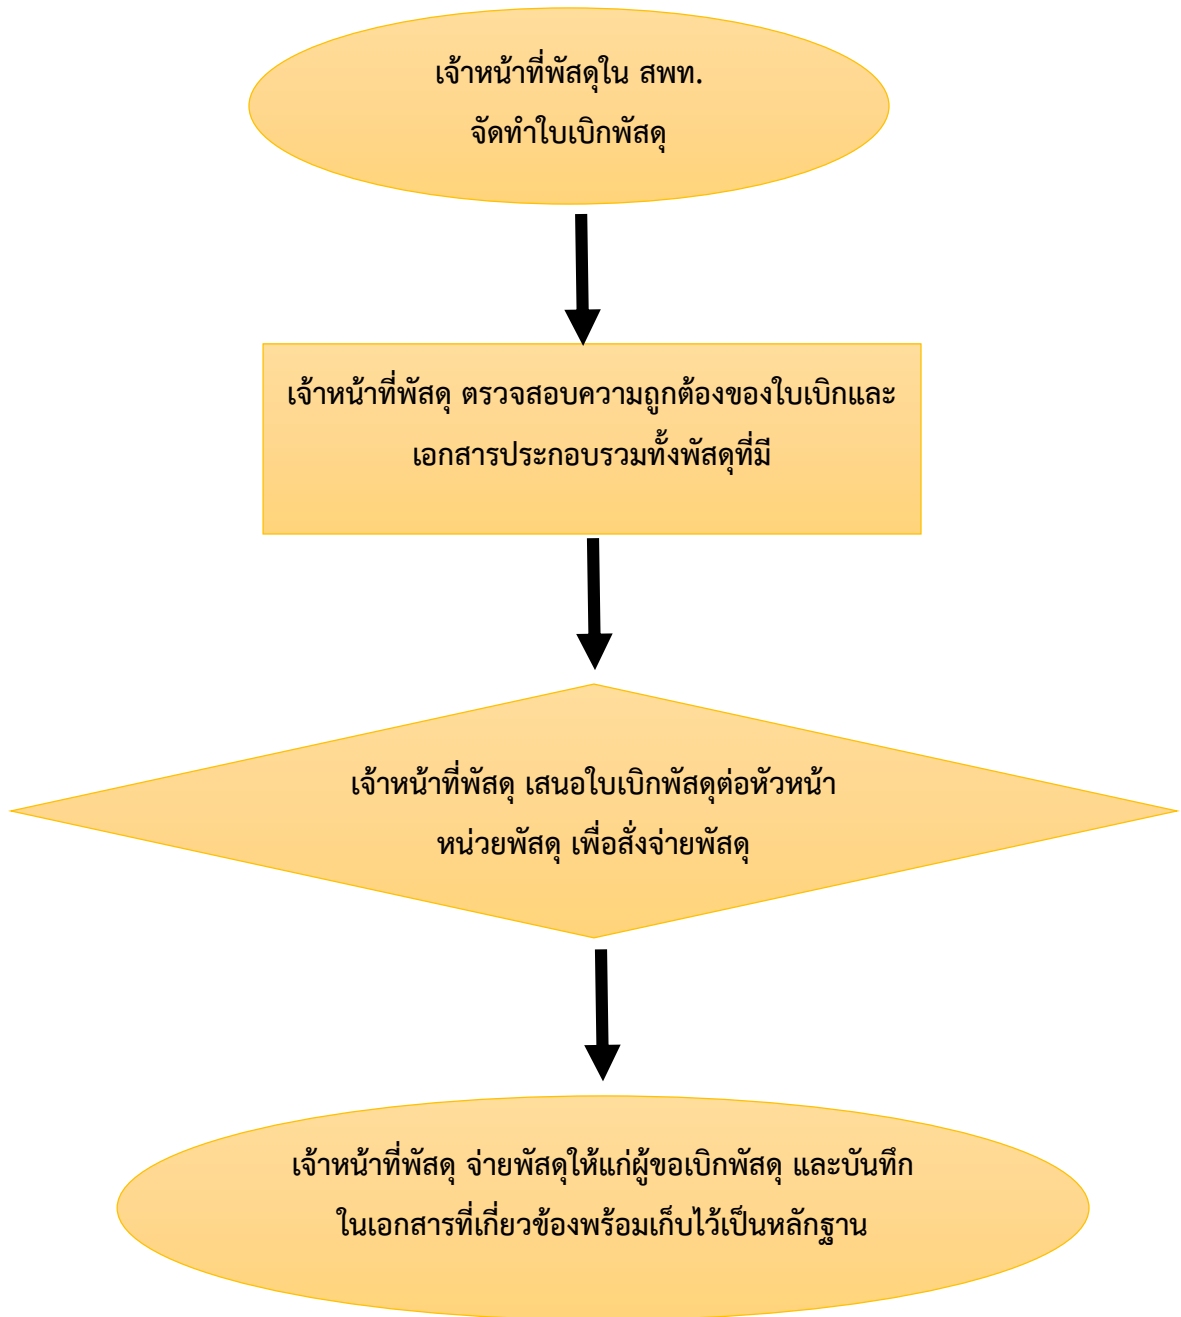 เจ้าหน้าที่พัสดุใน สพท.
จัดทำใบเบิกพัสดุ
เจ้าหน้าที่พัสดุ ตรวจสอบความถูกต้องของใบเบิกและ
เอกสารประกอบรวมทั้งพัสดุที่มี
เจ้าหน้าที่พัสดุ เสนอใบเบิกพัสดุต่อหัวหน้า
หน่วยพัสดุ เพื่อสั่งจ่ายพัสดุ
เจ้าหน้าที่พัสดุ จ่ายพัสดุให้แก่ผู้ขอเบิกพัสดุ และบันทึก
ในเอกสารที่เกี่ยวข้องพร้อมเก็บไว้เป็นหลักฐาน